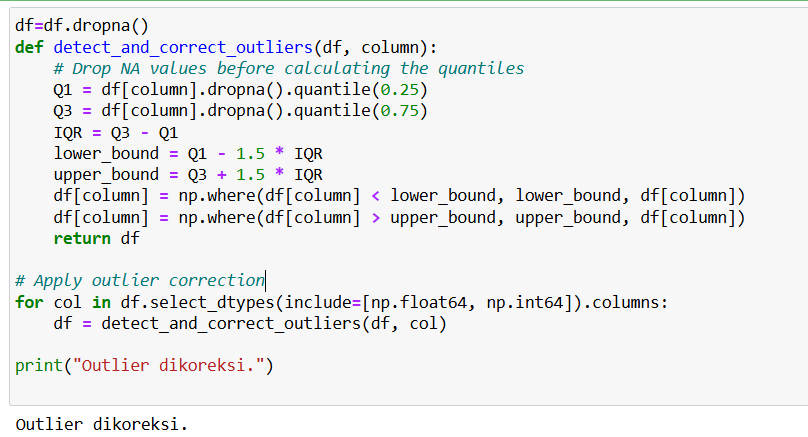 df=df.dropna()
def detect_and_correct_outliers(df, column):
    # Drop NA values before calculating the quantiles
    Q1 = df[column].dropna().quantile(0.25)
    Q3 = df[column].dropna().quantile(0.75)
    IQR = Q3 - Q1
    lower_bound = Q1 - 1.5 * IQR
    upper_bound = Q3 + 1.5 * IQR
    df[column] = np.where(df[column] < lower_bound, lower_bound, df[column])
    df[column] = np.where(df[column] > upper_bound, upper_bound, df[column])
    return df

# Apply outlier correction
for col in df.select_dtypes(include=[np.float64, np.int64]).columns:
    df = detect_and_correct_outliers(df, col)

print("Outlier dikoreksi.")

Outlier dikoreksi.